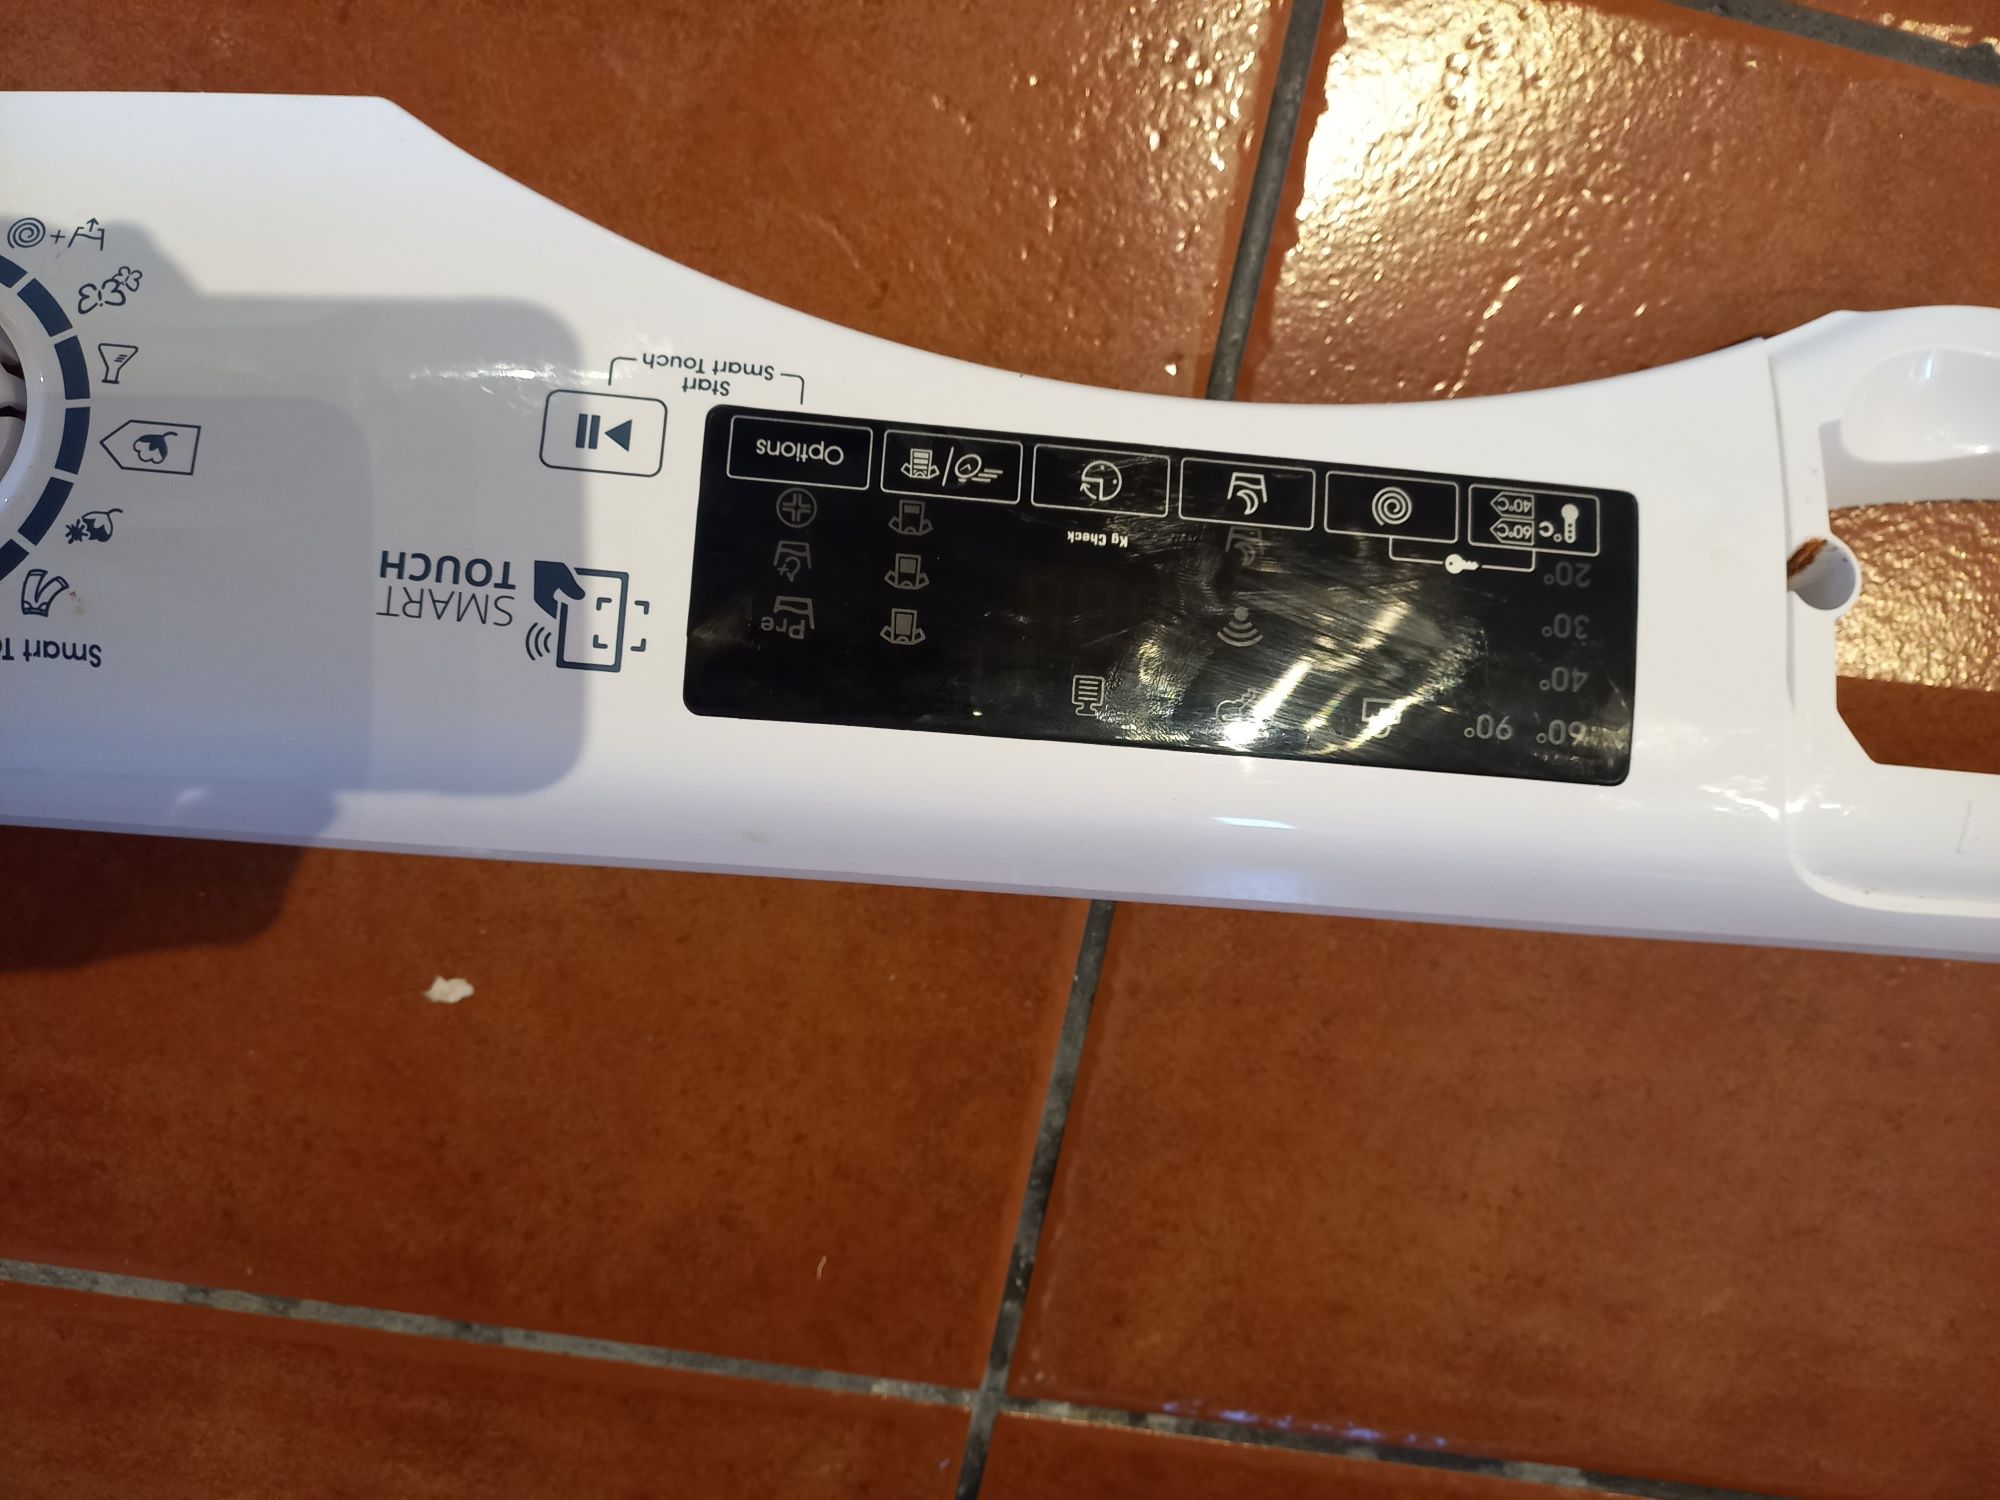 60° 90°
40°
30°
20°
Pre
Kg Check
°C 60°C
40°C
Options
Start
Smart Touch
SMART
TOUCH
Smart T